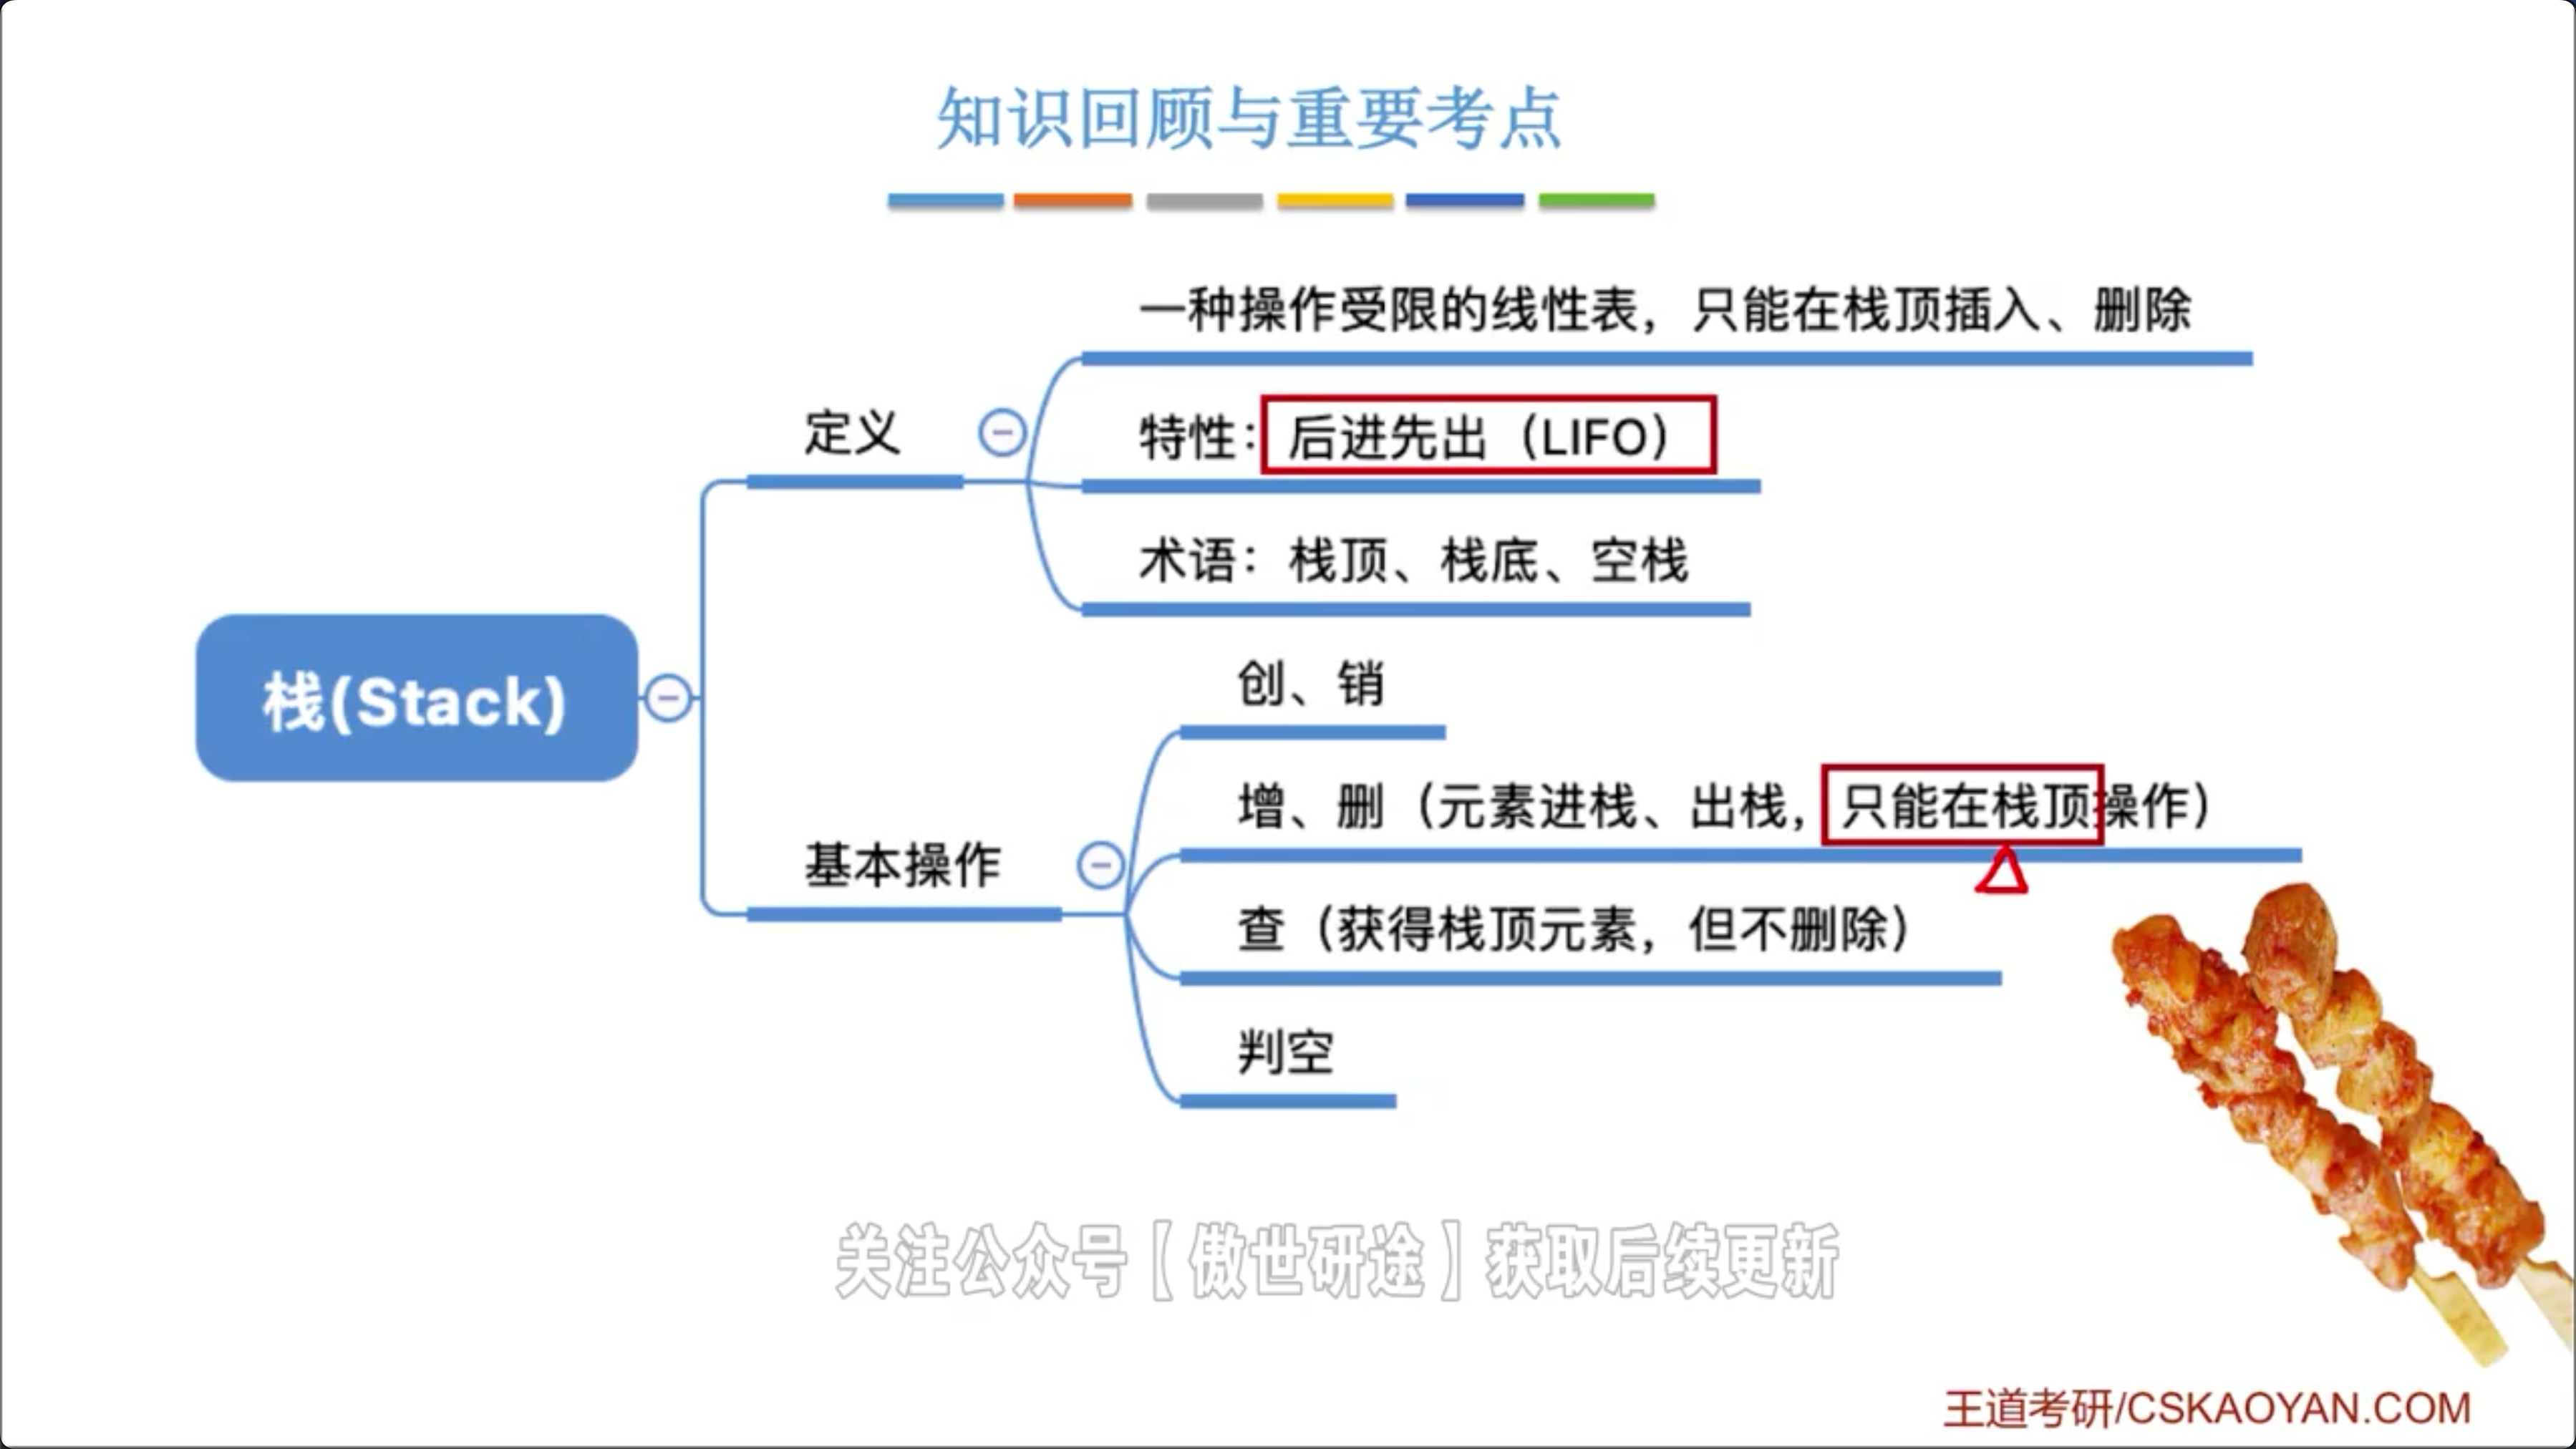 知识回顾与重要考点
一种操作受限的线性表，只能在栈顶插入、删除
定义
特性：后进先出（LIFO）
术语：栈顶、栈底、空栈
栈(Stack)
创、销
增、删（元素进栈、出栈，只能在栈顶操作）
基本操作
查（获得栈顶元素，但不删除）
判空
关注公众号【傲世研途】获取后续更新
王道考研/CSKAOYAN.COM